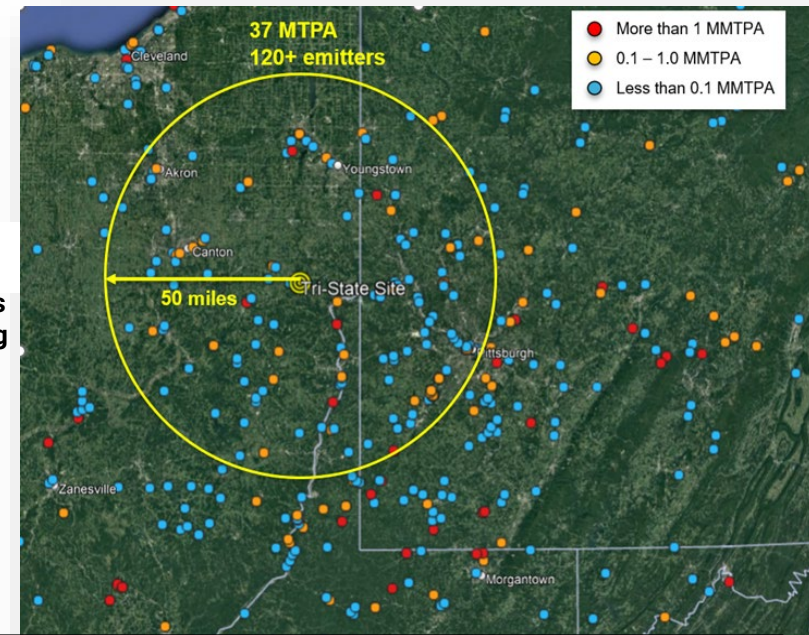 37 MTPA
120+ emitters
More than 1 MMTPA
0.1 – 1.0 MMTPA
Less than 0.1 MMTPA
Cleveland
Akron
Youngstown
Canton
50 miles
Tri-State Site
s
g
Pittsburgh
Zanesville
Morgantown